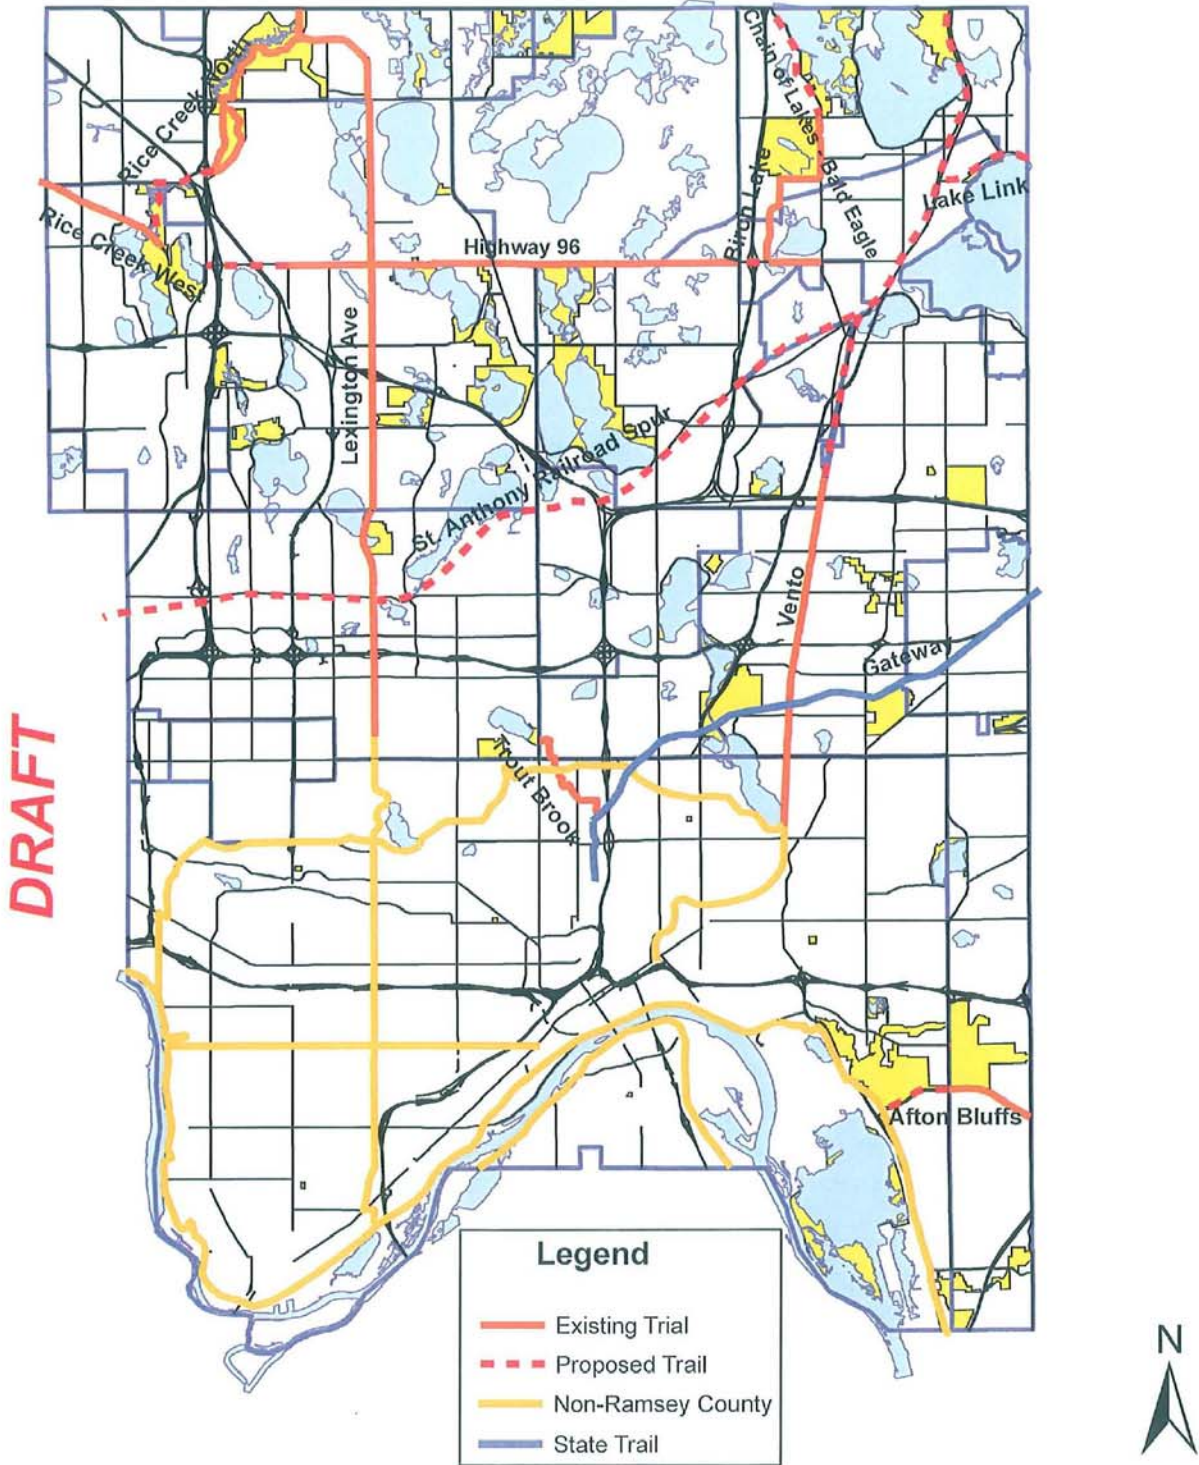 Rice Creek North
Chain of Lakes - Bald Eagle
Birch Lake
Lake Link
Rice Creek West
Highway 96
Lexington Ave
St. Anthony Railroad Spur
Vento
Gateway
DRAFT
Trout Brook
Afton Bluffs
Legend
Existing Trial
Proposed Trail
Non-Ramsey County
State Trail
N